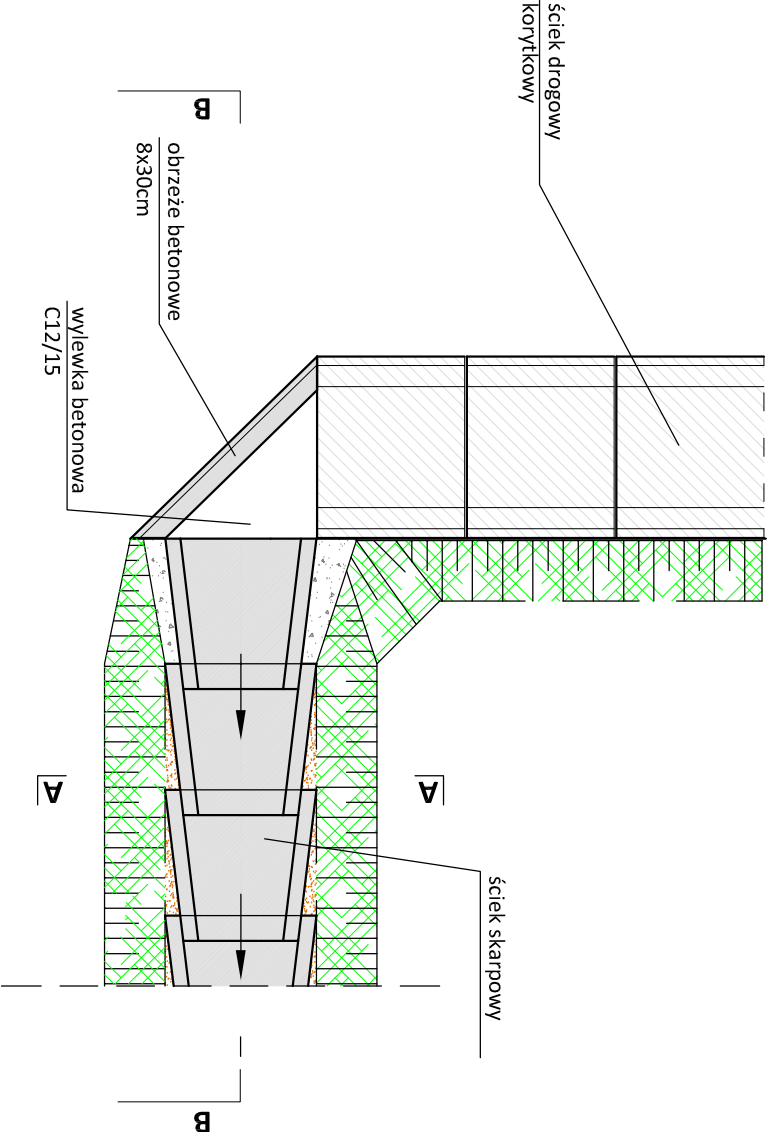 ściek drogowy
korytkowy
B
obrzeże betonowe
8x30cm
wylewka betonowa
C12/15
A
A
ściek skarpowy
B